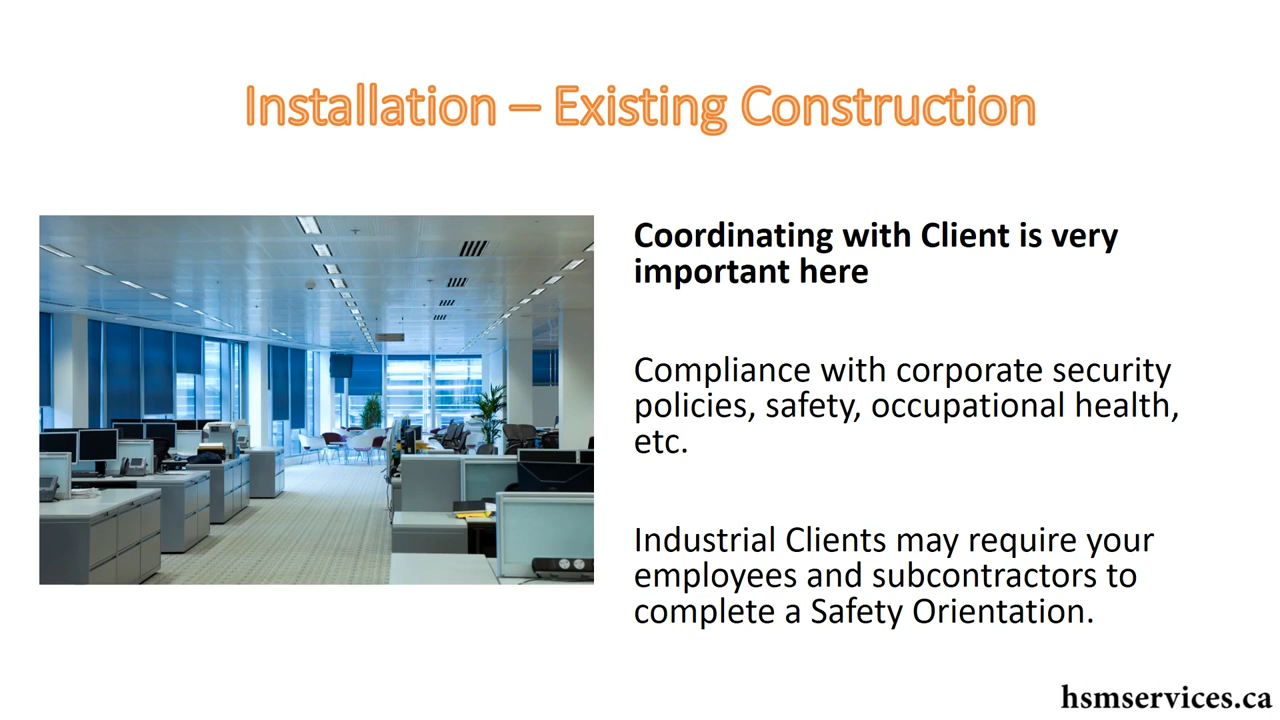 Installation – Existing Construction
Coordinating with Client is very
important here
Compliance with corporate security
policies, safety, occupational health,
etc.
Industrial Clients may require your
employees and subcontractors to
complete a Safety Orientation.
hsmservices.ca